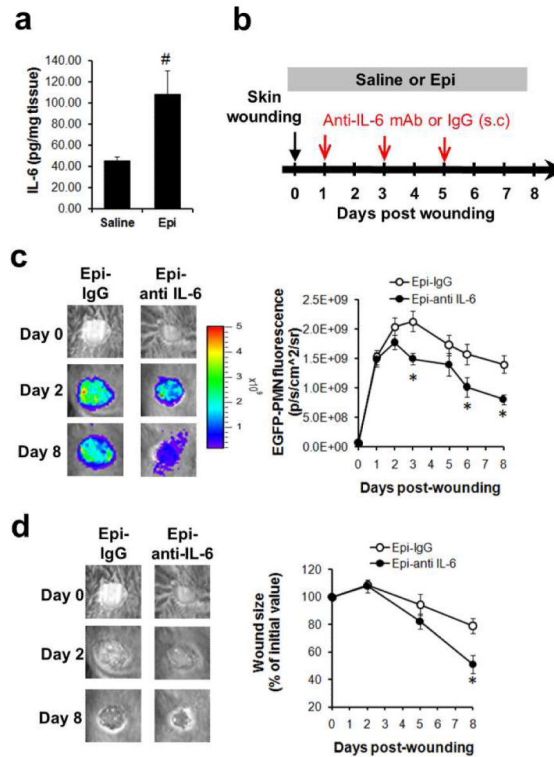 a
IL-6 (pg/mg tissue)
140.00
120.00
100.00
80.00
60.00
40.00
20.00
0.00
#
Saline
Epi
b
Saline or Epi
Skin
wounding
Anti-IL-6 mAb or IgG (s.c)
0 1 2 3 4 5 6 7 8
Days post wounding
c
Epi-
IgG
Epi-
anti IL-6
Day 0
Day 2
Day 8
5
4
3
2
1
x10^9
EGFP-PMN fluorescence
(p/s/cm^2/sr)
Epi-IgG
Epi-anti IL-6
2.5E+09
2.0E+09
1.5E+09
1.0E+09
5.0E+08
0.0E+00
*
*
*
0 1 2 3 4 5 6 7 8
Days post-wounding
d
Epi-
IgG
Epi-
anti-IL-6
Day 0
Day 2
Day 8
Wound size
(% of initial value)
Epi-IgG
Epi-anti IL-6
120
100
80
60
40
20
0
*
0 1 2 3 4 5 6 7 8
Days post-wounding